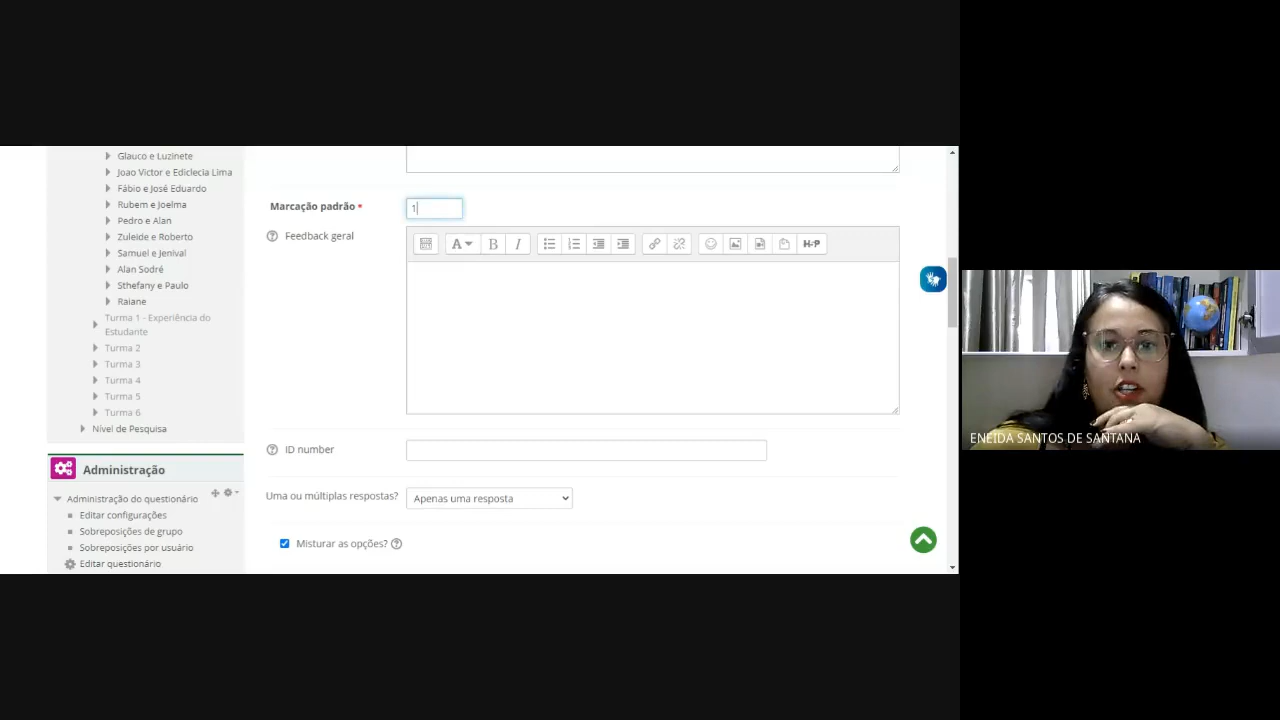 Glauco e Luzinete
Joao Victor e Ediclecia Lima
Fábio e José Eduardo
Rubem e Joelma
Pedro e Alan
Zuleide e Roberto
Samuel e Jenival
Alan Sodré
Sthefany e Paulo
Raiane
Turma 1 - Experiência do
Estudante
Turma 2
Turma 3
Turma 4
Turma 5
Turma 6
Nível de Pesquisa
Administração
Administração do questionário
Editar configurações
Sobreposições de grupo
Sobreposições por usuário
Editar questionário
Marcação padrão *
1
Feedback geral
A B I
H5P
ID number
Uma ou múltiplas respostas? Apenas uma resposta
Misturar as opções?
ENEIDA SANTOS DE SANTANA